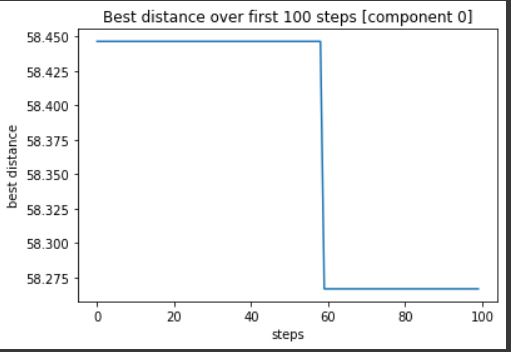 Best distance over first 100 steps [component 0]
58.450
58.425
58.400
58.375
58.350
58.325
58.300
58.275
best distance
0 20 40 60 80 100
steps